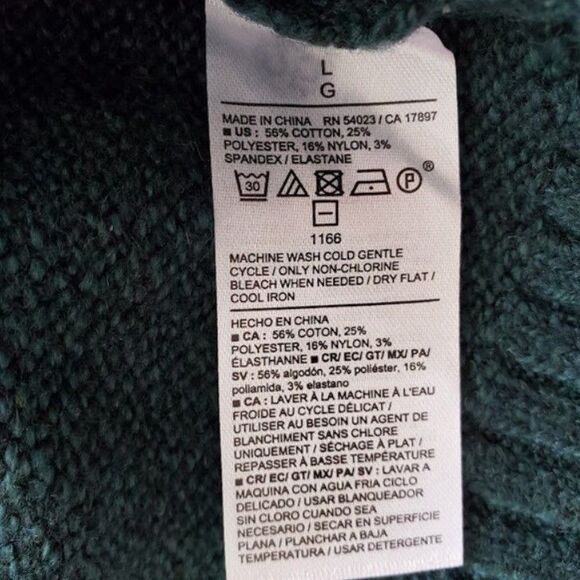 L
G
MADE IN CHINA RN 54023 / CA 17897
■ US : 56% COTTON, 25%
POLYESTER, 16% NYLON, 3%
SPANDEX / ELASTANE
30 P ®
1166
MACHINE WASH COLD GENTLE
CYCLE / ONLY NON-CHLORINE
BLEACH WHEN NEEDED / DRY FLAT /
COOL IRON
HECHO EN CHINA
■ CA : 56% COTON, 25%
POLYESTER, 16% NYLON, 3%
ÉLASTHANNE ■ CR/ EC/ GT/ MX/ PA/
SV : 56% algodón, 25% poliéster, 16%
poliamida, 3% elastano
■ CA : LAVER À LA MACHINE À L'EAU
FROIDE AU CYCLE DÉLICAT /
UTILISER AU BESOIN UN AGENT DE
BLANCHIMENT SANS CHLORE
UNIQUEMENT / SÉCHAGE À PLAT /
REPASSER À BASSE TEMPÉRATURE
■ CR/ EC/ GT/ MX/ PA/ SV : LAVAR A
MAQUINA CON AGUA FRIA CICLO
DELICADO / USAR BLANQUEADOR
SIN CLORO CUANDO SEA
NECESARIO / SECAR EN SUPERFICIE
PLANA / PLANCHAR A BAJA
TEMPERATURA / USAR DETERGENTE